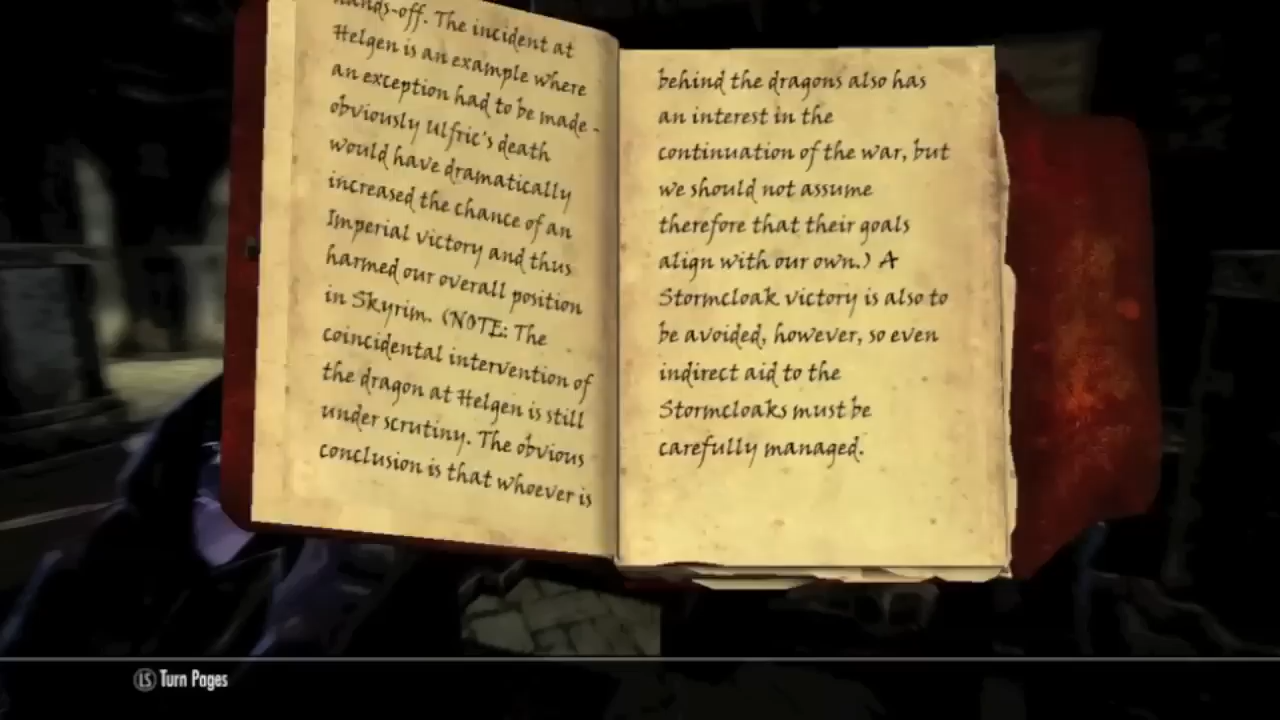 hands-off. The incident at
Helgen is an example where
an exception had to be made -
obviously Ulfric's death
would have dramatically
increased the chance of an
Imperial victory and thus
harmed our overall position
in Skyrim. (NOTE: The
coincidental intervention of
the dragon at Helgen is still
under scrutiny. The obvious
conclusion is that whoever is
behind the dragons also has
an interest in the
continuation of the war, but
we should not assume
therefore that their goals
align with our own.) A
Stormcloak victory is also to
be avoided, however, so even
indirect aid to the
Stormcloaks must be
carefully managed.
LS Turn Pages